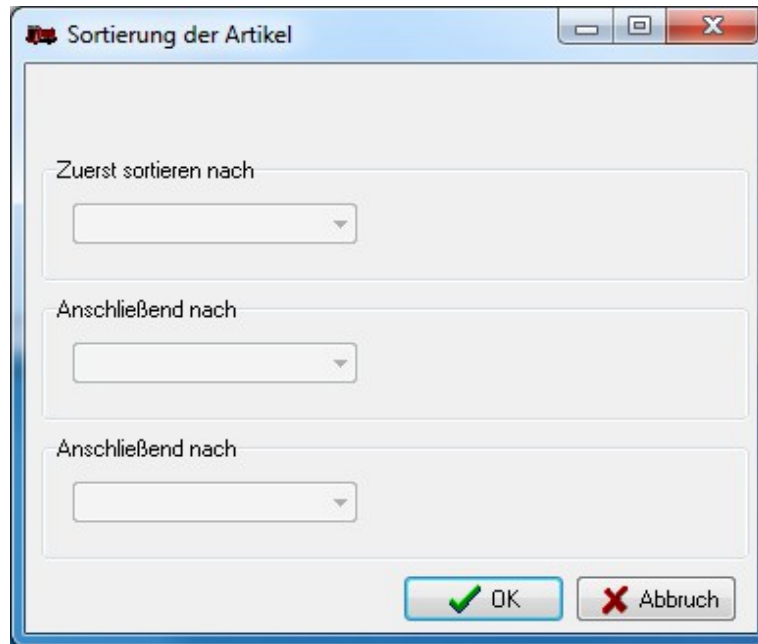 Sortierung der Artikel
Zuerst sortieren nach
Anschließend nach
Anschließend nach
OK
Abbruch